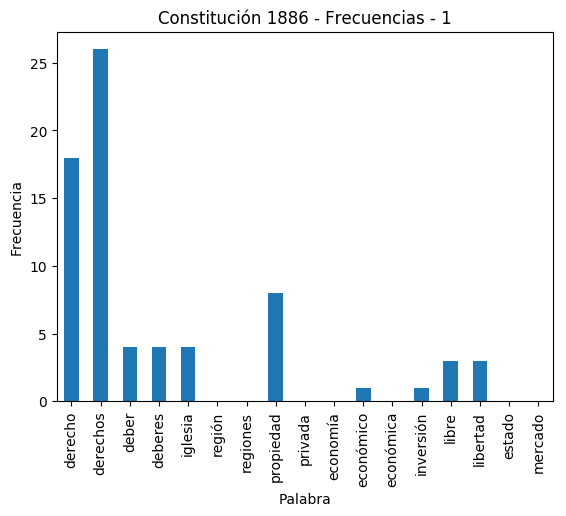 Constitución 1886 - Frecuencias - 1
Frecuencia
25
20
15
10
5
0
derecho
derechos
deber
deberes
iglesia
región
regiones
propiedad
privada
economía
económico
económica
inversión
libre
libertad
estado
mercado
Palabra